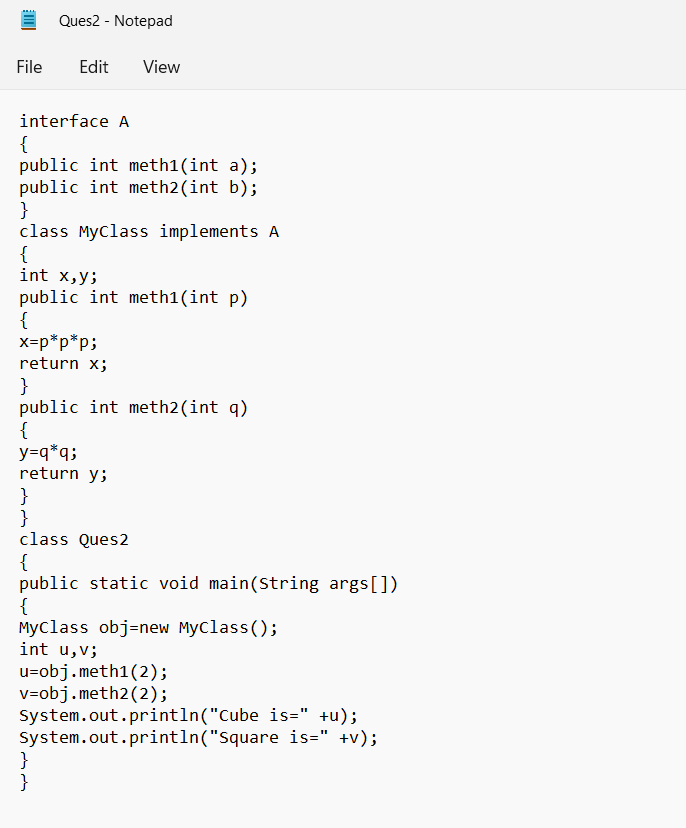 Ques2 - Notepad
File Edit View
interface A
{
public int meth1(int a);
public int meth2(int b);
}
class MyClass implements A
{
int x,y;
public int meth1(int p)
{
x=p*p*p;
return x;
}
public int meth2(int q)
{
y=q*q;
return y;
}
}
class Ques2
{
public static void main(String args[])
{
MyClass obj=new MyClass();
int u,v;
u=obj.meth1(2);
v=obj.meth2(2);
System.out.println("Cube is=" +u);
System.out.println("Square is=" +v);
}
}